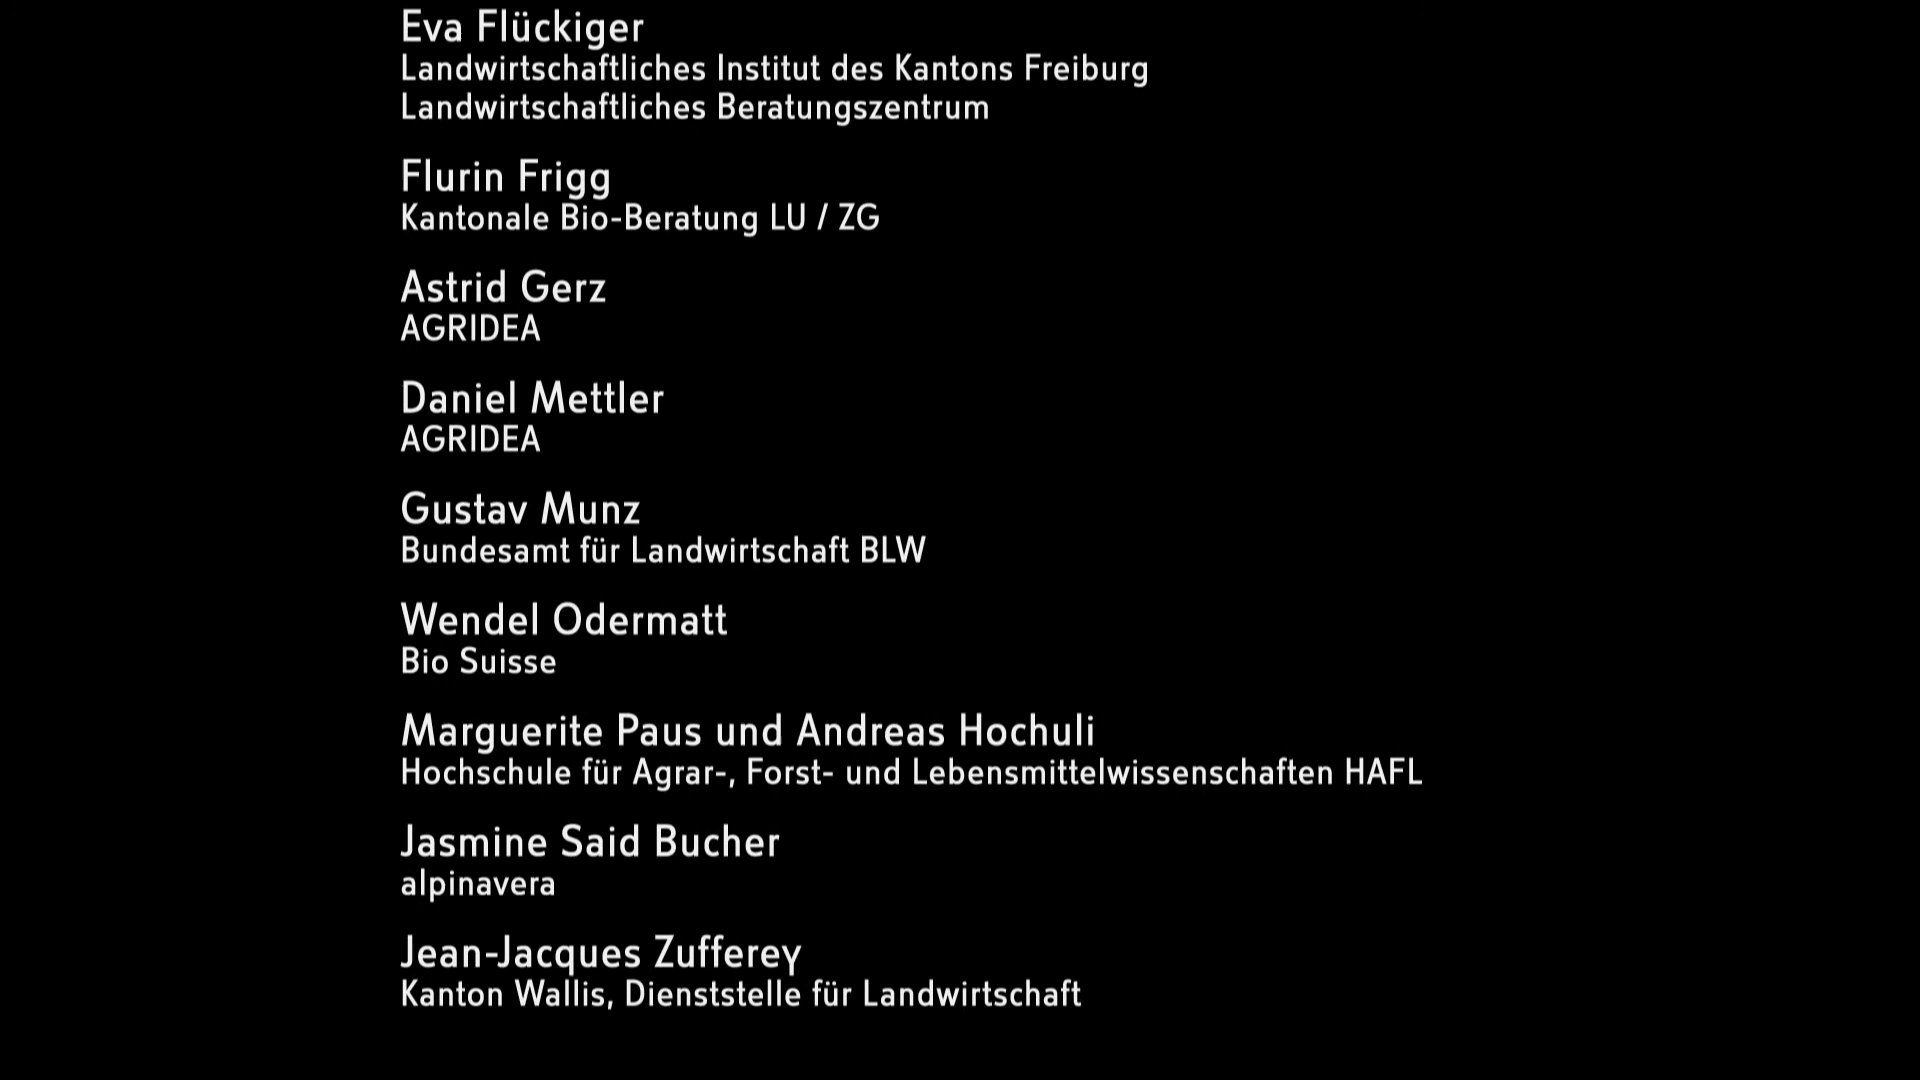 Eva Flückiger
Landwirtschaftliches Institut des Kantons Freiburg
Landwirtschaftliches Beratungszentrum
Flurin Frigg
Kantonale Bio-Beratung LU / ZG
Astrid Gerz
AGRIDEA
Daniel Mettler
AGRIDEA
Gustav Munz
Bundesamt für Landwirtschaft BLW
Wendel Odermatt
Bio Suisse
Marguerite Paus und Andreas Hochuli
Hochschule für Agrar-, Forst- und Lebensmittelwissenschaften HAFL
Jasmine Said Bucher
alpinavera
Jean-Jacques Zufferey
Kanton Wallis, Dienststelle für Landwirtschaft